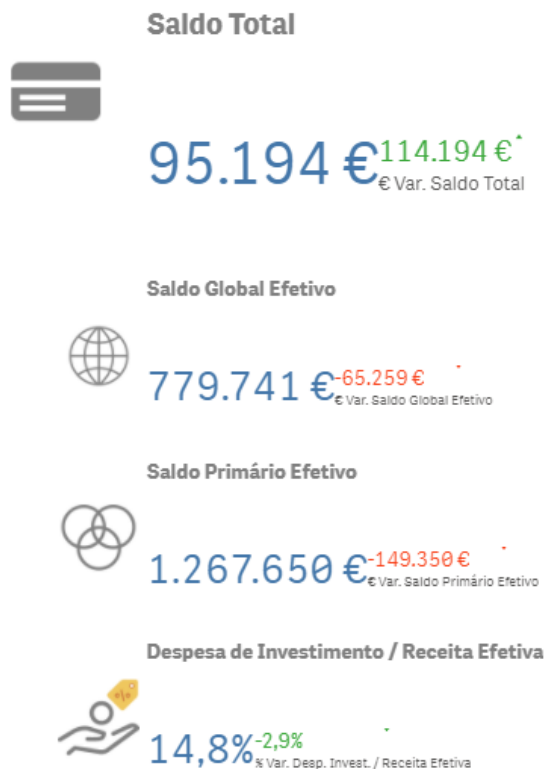 Saldo Total
95.194 €
114.194 €
€ Var. Saldo Total
Saldo Global Efetivo
779.741 €
-65.259 €
€ Var. Saldo Global Efetivo
Saldo Primário Efetivo
1.267.650 €
-149.350 €
€ Var. Saldo Primário Efetivo
Despesa de Investimento / Receita Efetiva
%
14,8%
-2,9%
% Var. Desp. Invest. / Receita Efetiva